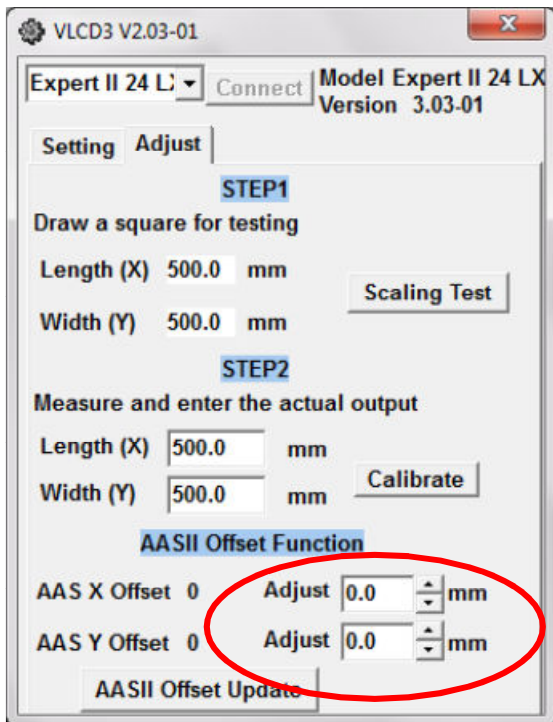 VLCD3 V2.03-01
Expert II 24 L Connect Model Expert II 24 LX
Version 3.03-01
Setting Adjust
STEP1
Draw a square for testing
Length (X) 500.0 mm
Scaling Test
Width (Y) 500.0 mm
STEP2
Measure and enter the actual output
Length (X) 500.0 mm
Calibrate
Width (Y) 500.0 mm
AASII Offset Function
AAS X Offset 0 Adjust 0.0 mm
AAS Y Offset 0 Adjust 0.0 mm
AASII Offset Update